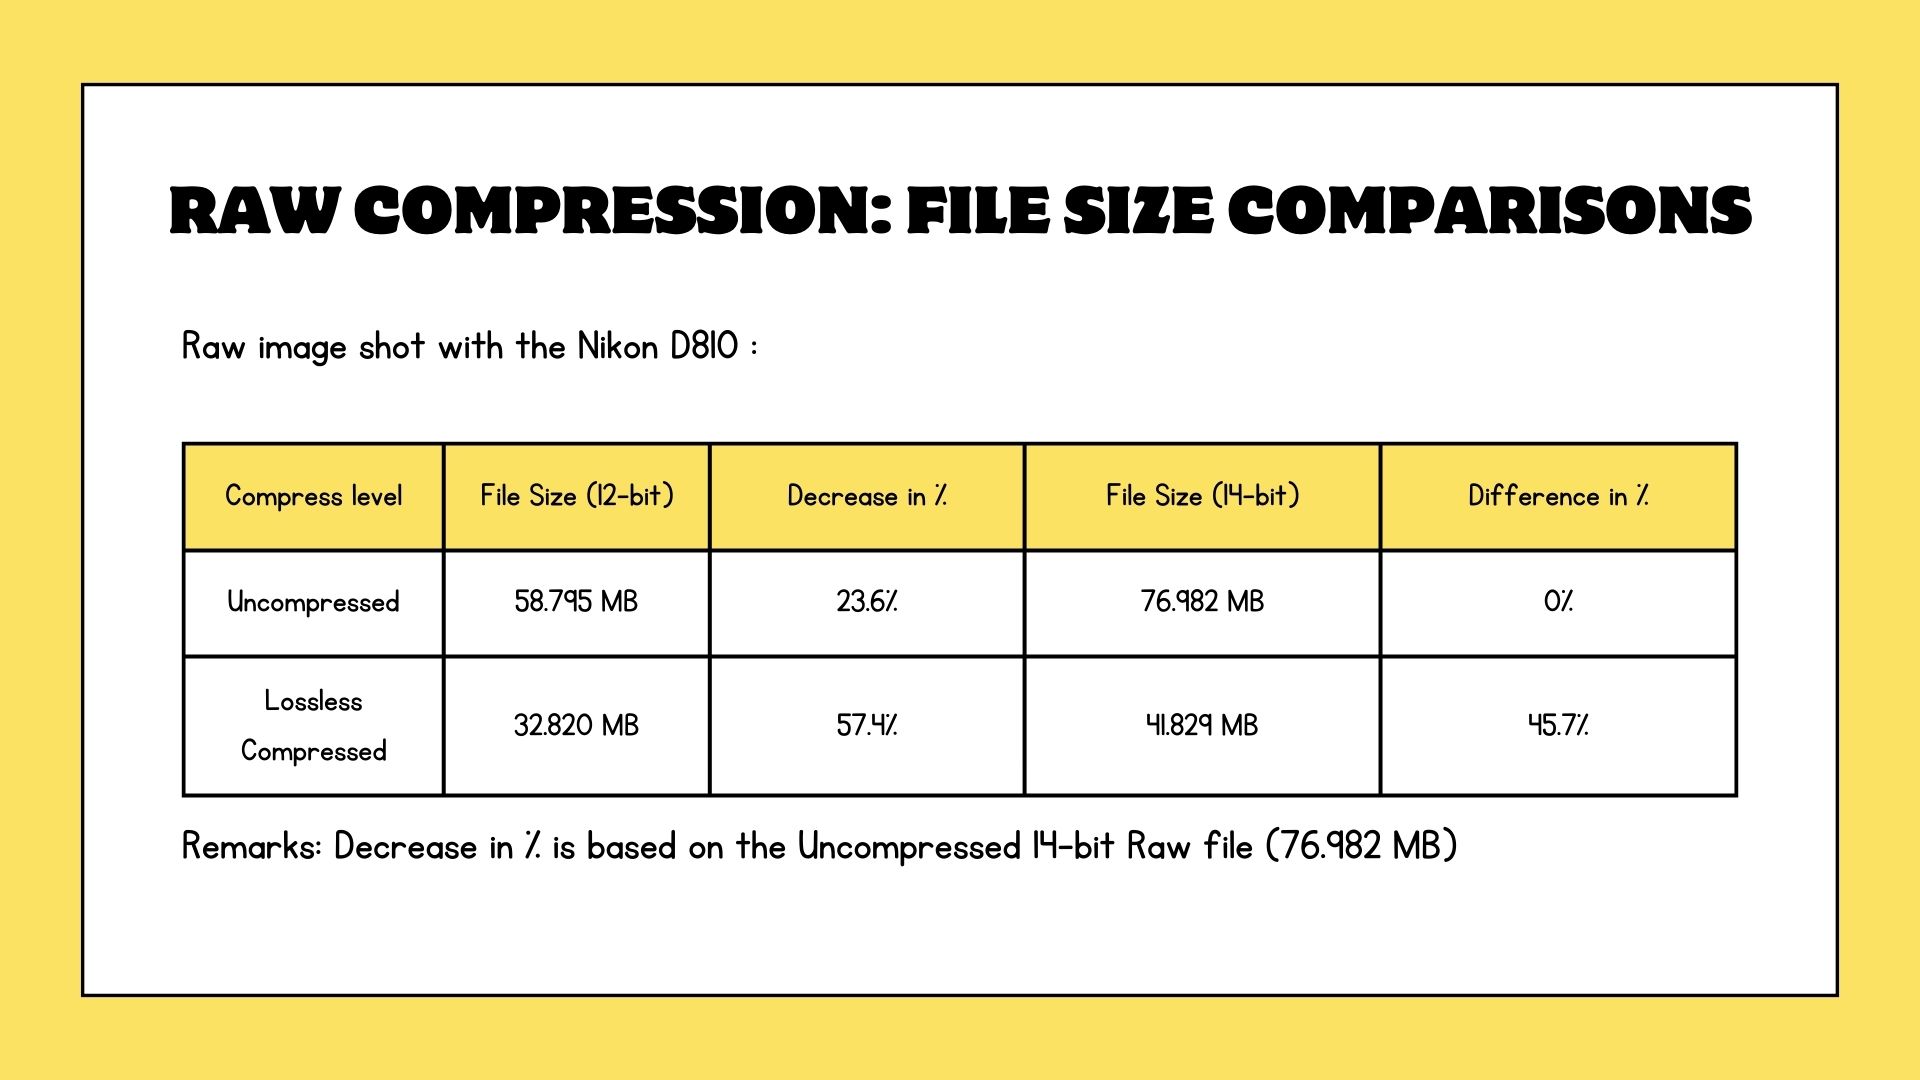 RAW COMPRESSION: FILE SIZE COMPARISONS
Raw image shot with the Nikon D810 :
Compress level File Size (12-bit) Decrease in % File Size (14-bit) Difference in %
Uncompressed 58.795 MB 23.6% 76.982 MB 0%
Lossless
Compressed 32.820 MB 57.4% 41.829 MB 45.7%
Remarks: Decrease in % is based on the Uncompressed 14-bit Raw file (76.982 MB)